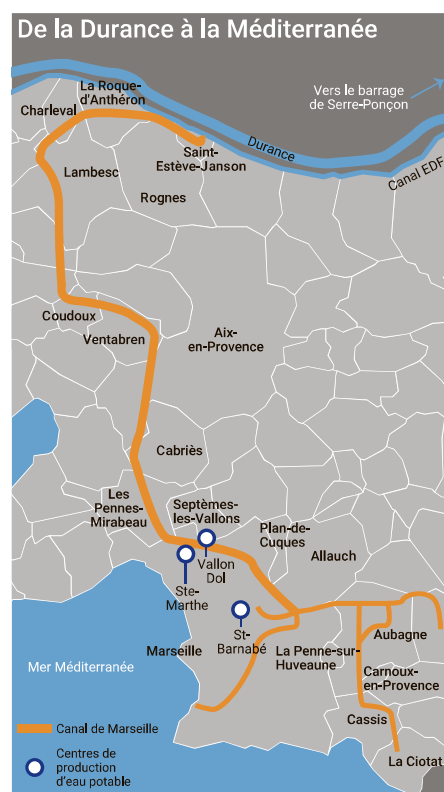 De la Durance à la Méditerranée
La Roque-
d'Anthéron
Vers le barrage
de Serre-Ponçon
Charleval
Durance
Saint-
Estève-Janson
Canal EDF
Lambesc
Rognes
Coudoux
Ventabren
Aix
en-Provence
Cabriès
Les
Pennes-
Mirabeau
Septèmes-
les-Vallons
Plan-de-
Cuques
Allauch
Vallon
Dol
Ste-
Marthe
St-
Barnabé
Marseille
La Penne-sur-
Huveaune
Aubagne
Mer Méditerranée
Carnoux-
en-Provence
Cassis
La Ciotat
Canal de Marseille
Centres de
production
d'eau potable